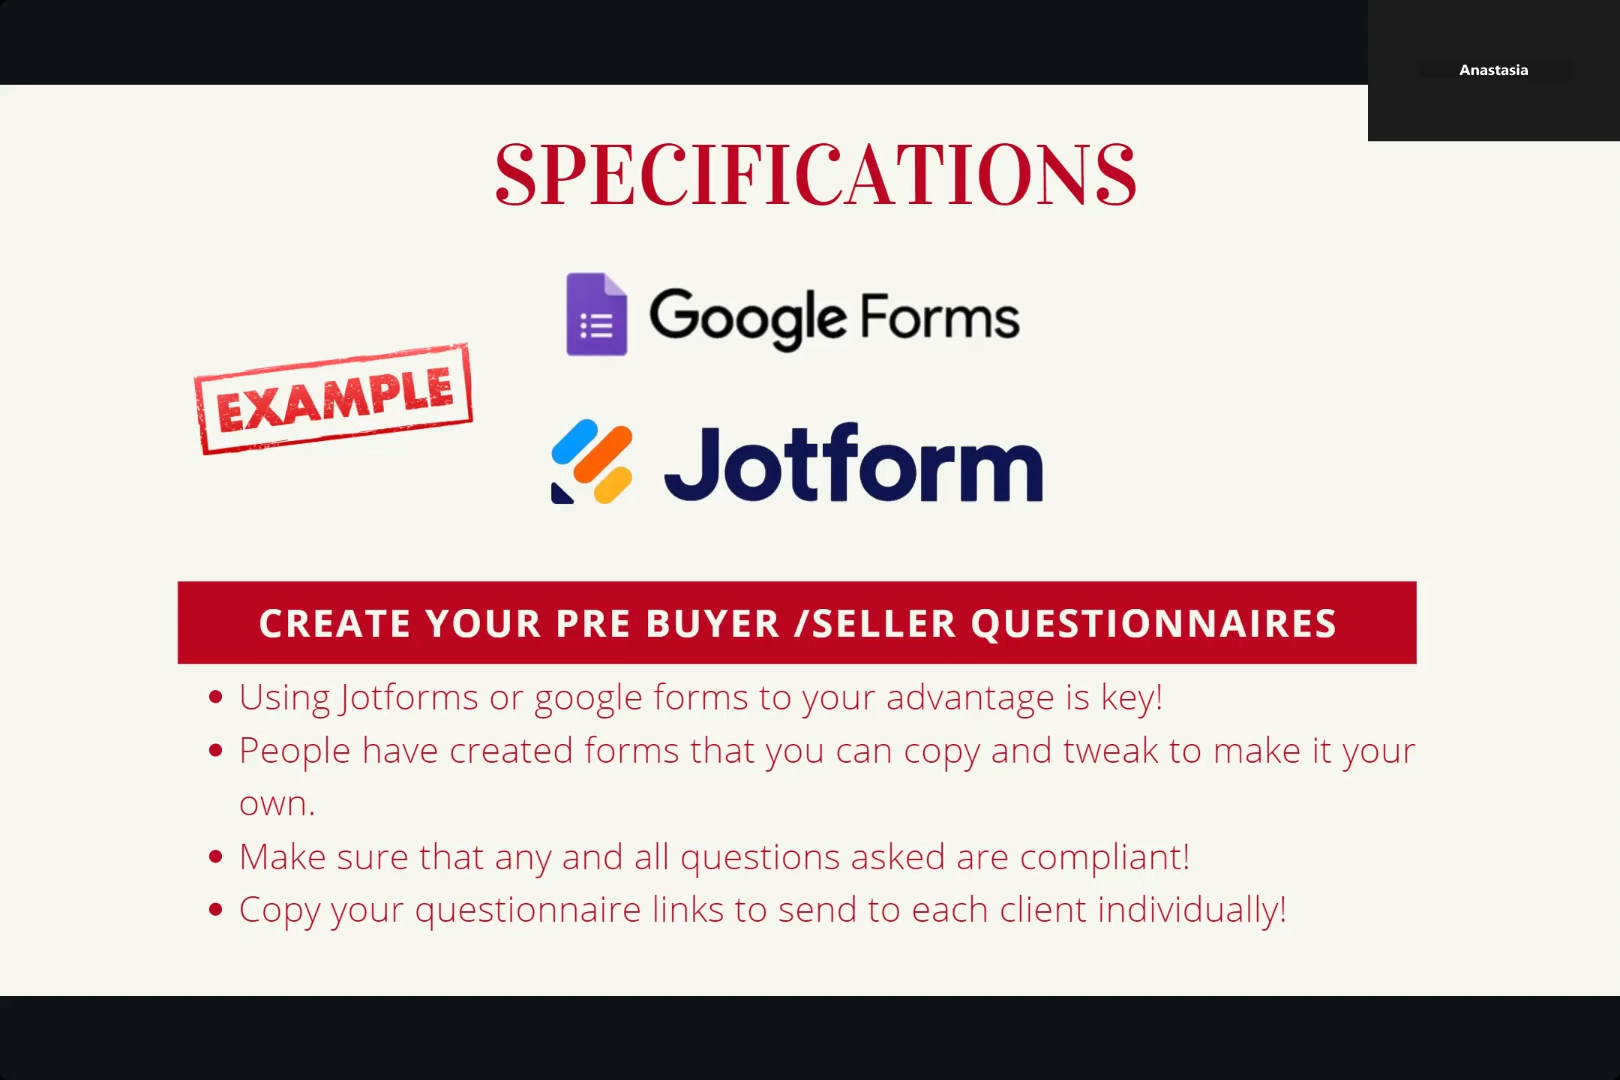 Anastasia
SPECIFICATIONS
Google Forms
EXAMPLE
Jotform
CREATE YOUR PRE BUYER /SELLER QUESTIONNAIRES
• Using Jotforms or google forms to your advantage is key!
• People have created forms that you can copy and tweak to make it your
own.
• Make sure that any and all questions asked are compliant!
• Copy your questionnaire links to send to each client individually!